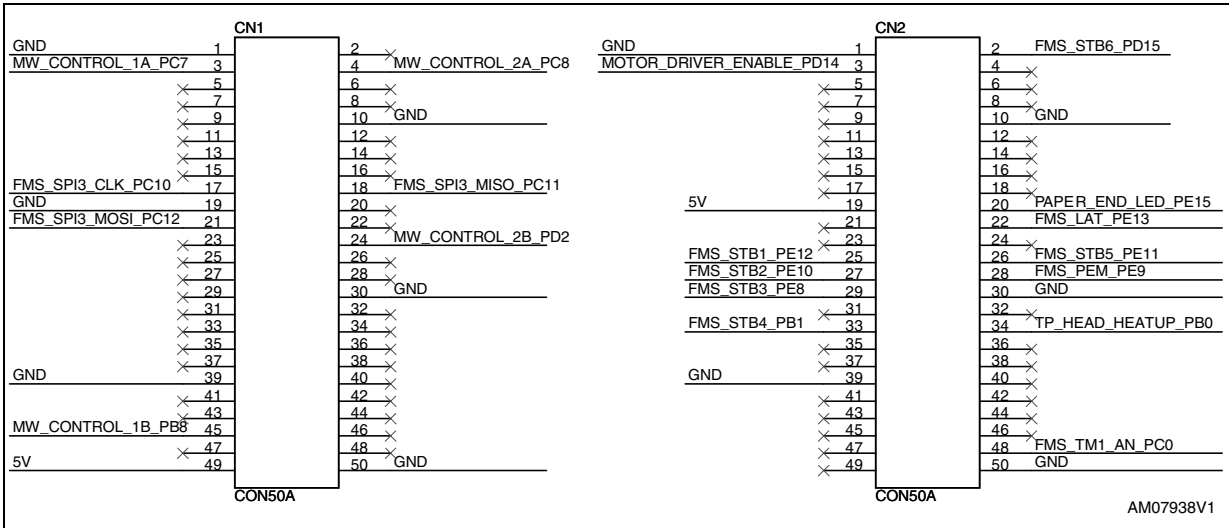 CN1 CN2
GND 1 2 GND 1 2 FMS_STB6_PD15
MW_CONTROL_1A_PC7 3 4 MW_CONTROL_2A_PC8 MOTOR_DRIVER_ENABLE_PD14 3 4
5 6 5 6
7 8 7 8
9 10 GND 9 10 GND
11 12 11 12
13 14 13 14
15 16 15 16
FMS_SPI3_CLK_PC10 17 18 FMS_SPI3_MISO_PC11 17 18
GND 19 20 5V 19 20 PAPER_END_LED_PE15
FMS_SPI3_MOSI_PC12 21 22 21 22 FMS_LAT_PE13
23 24 MW_CONTROL_2B_PD2 23 24
25 26 FMS_STB1_PE12 25 26 FMS_STB5_PE11
27 28 FMS_STB2_PE10 27 28 FMS_PEM_PE9
29 30 GND FMS_STB3_PE8 29 30 GND
31 32 31 32
33 34 FMS_STB4_PB1 33 34 TP_HEAD_HEATUP_PB0
35 36 35 36
37 38 37 38
GND 39 40 GND 39 40
41 42 41 42
43 44 43 44
MW_CONTROL_1B_PB8 45 46 45 46
47 48 47 48 FMS_TM1_AN_PC0
5V 49 50 GND 49 50 GND
CON50A CON50A
AM07938V1